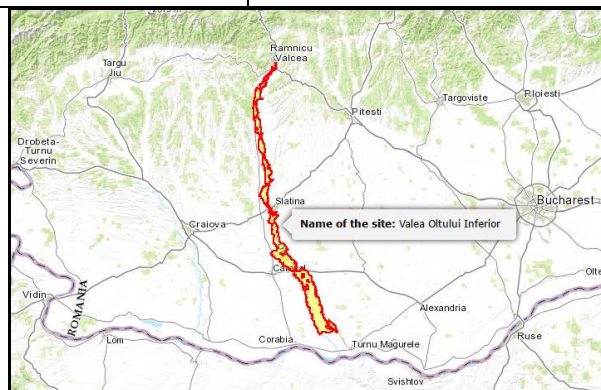 Ramnicu
Valcea
Targu
Jiu
Ploiesti
Targoviste
Pitesti
Drobeta-
Turnu
Severin
Slatina
Bucharest
Craiova
Name of the site: Valea Oltului Inferior
Vidin
ROMANIA
Alexandria
Lom
Corabia
Turnu Magurele
Ruse
Svishtov